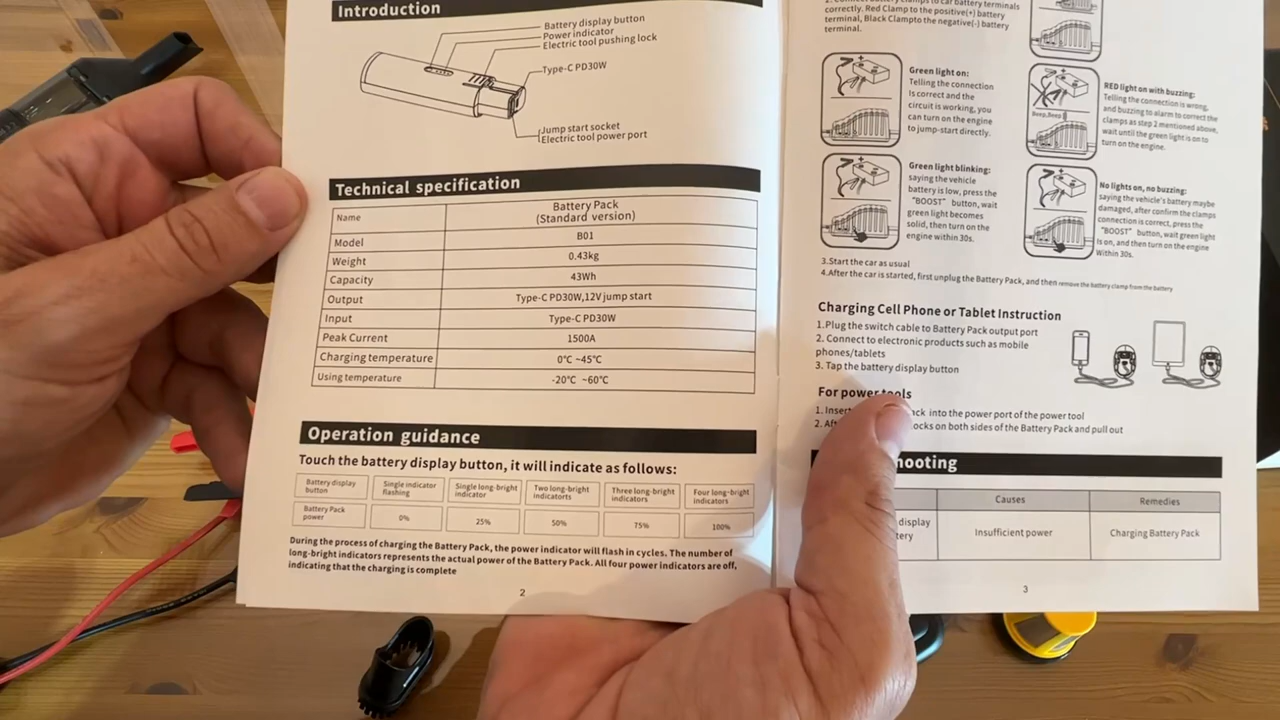 Introduction
Battery display button
Power indicator
Electric tool pushing lock
Type-C PD30W
Jump start socket
Electric tool power port
Technical specification
Name Battery Pack
(Standard version)
Model B01
Weight 0.43kg
Capacity 43Wh
Output Type-C PD30W,12V jump start
Input Type-C PD30W
Peak Current 1500A
Charging temperature 0℃ ~45℃
Using temperature -20℃ ~60℃
Operation guidance
Touch the battery display button, it will indicate as follows:
Battery display button Single indicator flashing Single long-bright indicator Two long-bright indicatorts Three long-bright indicators Four long-bright indicators
Battery Pack power 0% 25% 50% 75% 100%
During the process of charging the Battery Pack, the power indicator will flash in cycles. The number of
long-bright indicators represents the actual power of the Battery Pack. All four power indicators are off,
indicating that the charging is complete
2
car battery terminals
correctly. Red Clamp to the positive(+) battery
terminal, Black Clampto the negative(-) battery
terminal.
Green light on:
Telling the connection
Is correct and the
circuit is working, you
can turn on the engine
to jump-start directly.
RED light on with buzzing:
Telling the connection is wrong,
and buzzing to alarm to correct the
clamps as step 2 mentioned above,
wait until the green light is on to
turn on the engine.
Beep,Beep
Green light blinking:
saying the vehicle
battery is low, press the
"BOOST" button, wait
green light becomes
solid, then turn on the
engine within 30s.
No lights on, no buzzing:
saying the vehicle's battery maybe
damaged, after confirm the clamps
connection is correct, press the
"BOOST" button, wait green light
Is on, and then turn on the engine
Within 30s.
3.Start the car as usual
4.After the car is started, first unplug the Battery Pack, and then remove the battery clamp from the battery
Charging Cell Phone or Tablet Instruction
1.Plug the switch cable to Battery Pack output port
2. Connect to electronic products such as mobile
phones/tablets
3. Tap the battery display button
For power tools
1. Insert ack into the power port of the power tool
2. Aft ocks on both sides of the Battery Pack and pull out
hooting
Causes Remedies
display
tery Insufficient power Charging Battery Pack
3